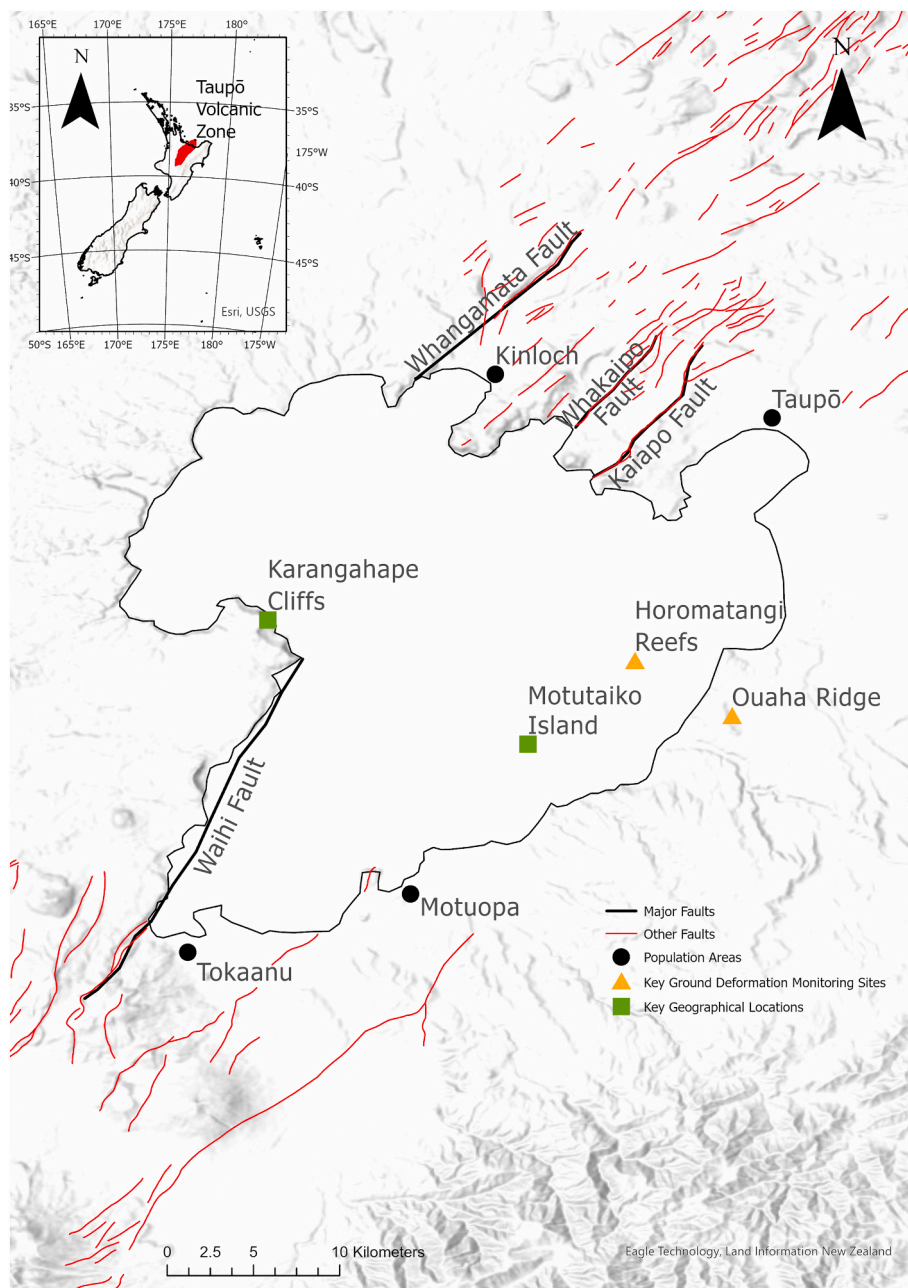 165°E 170°E 175°E 180°
N
Taupō
Volcanic
Zone
35°S
35°S
175°W
40°S
40°S
45°S
45°S
Esri, USGS
50°S 165°E 170°E 175°E 180° 175°W
N
Whangamata Fault
Kinloch
Whakaipo
Fault
Kaiapo Fault
Taupō
Karangahape
Cliffs
Horomatangi
Reefs
Motutaiko
Island
Ouaha Ridge
Waihi Fault
Motuopa
Tokaanu
Major Faults
Other Faults
Population Areas
Key Ground Deformation Monitoring Sites
Key Geographical Locations
0 2.5 5 10 Kilometers
Eagle Technology, Land Information New Zealand